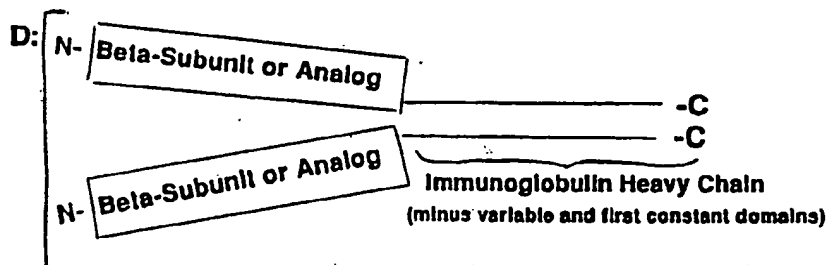 D:
N- Beta-Subunit or Analog
-C
-C
N- Beta-Subunit or Analog
Immunoglobulin Heavy Chain
(minus variable and first constant domains)